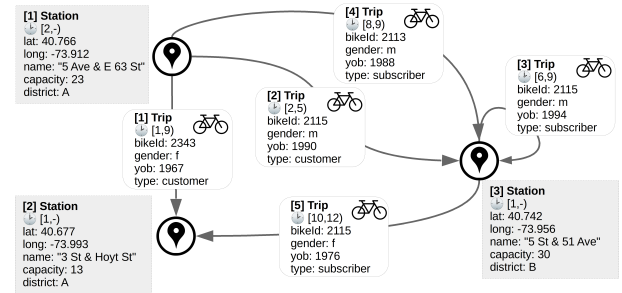 [1] Station
[2,-)
lat: 40.766
long: -73.912
name: "5 Ave & E 63 St"
capacity: 23
district: A
[4] Trip
[8,9)
bikeId: 2113
gender: m
yob: 1988
type: subscriber
[3] Trip
[6,9)
bikeId: 2115
gender: m
yob: 1994
type: subscriber
[2] Trip
[2,5)
bikeId: 2115
gender: m
yob: 1990
type: customer
[1] Trip
[1,9)
bikeId: 2343
gender: f
yob: 1967
type: customer
[2] Station
[1,-)
lat: 40.677
long: -73.993
name: "3 St & Hoyt St"
capacity: 13
district: A
[5] Trip
[10,12)
bikeId: 2115
gender: f
yob: 1976
type: subscriber
[3] Station
[1,-)
lat: 40.742
long: -73.956
name: "5 St & 51 Ave"
capacity: 30
district: B